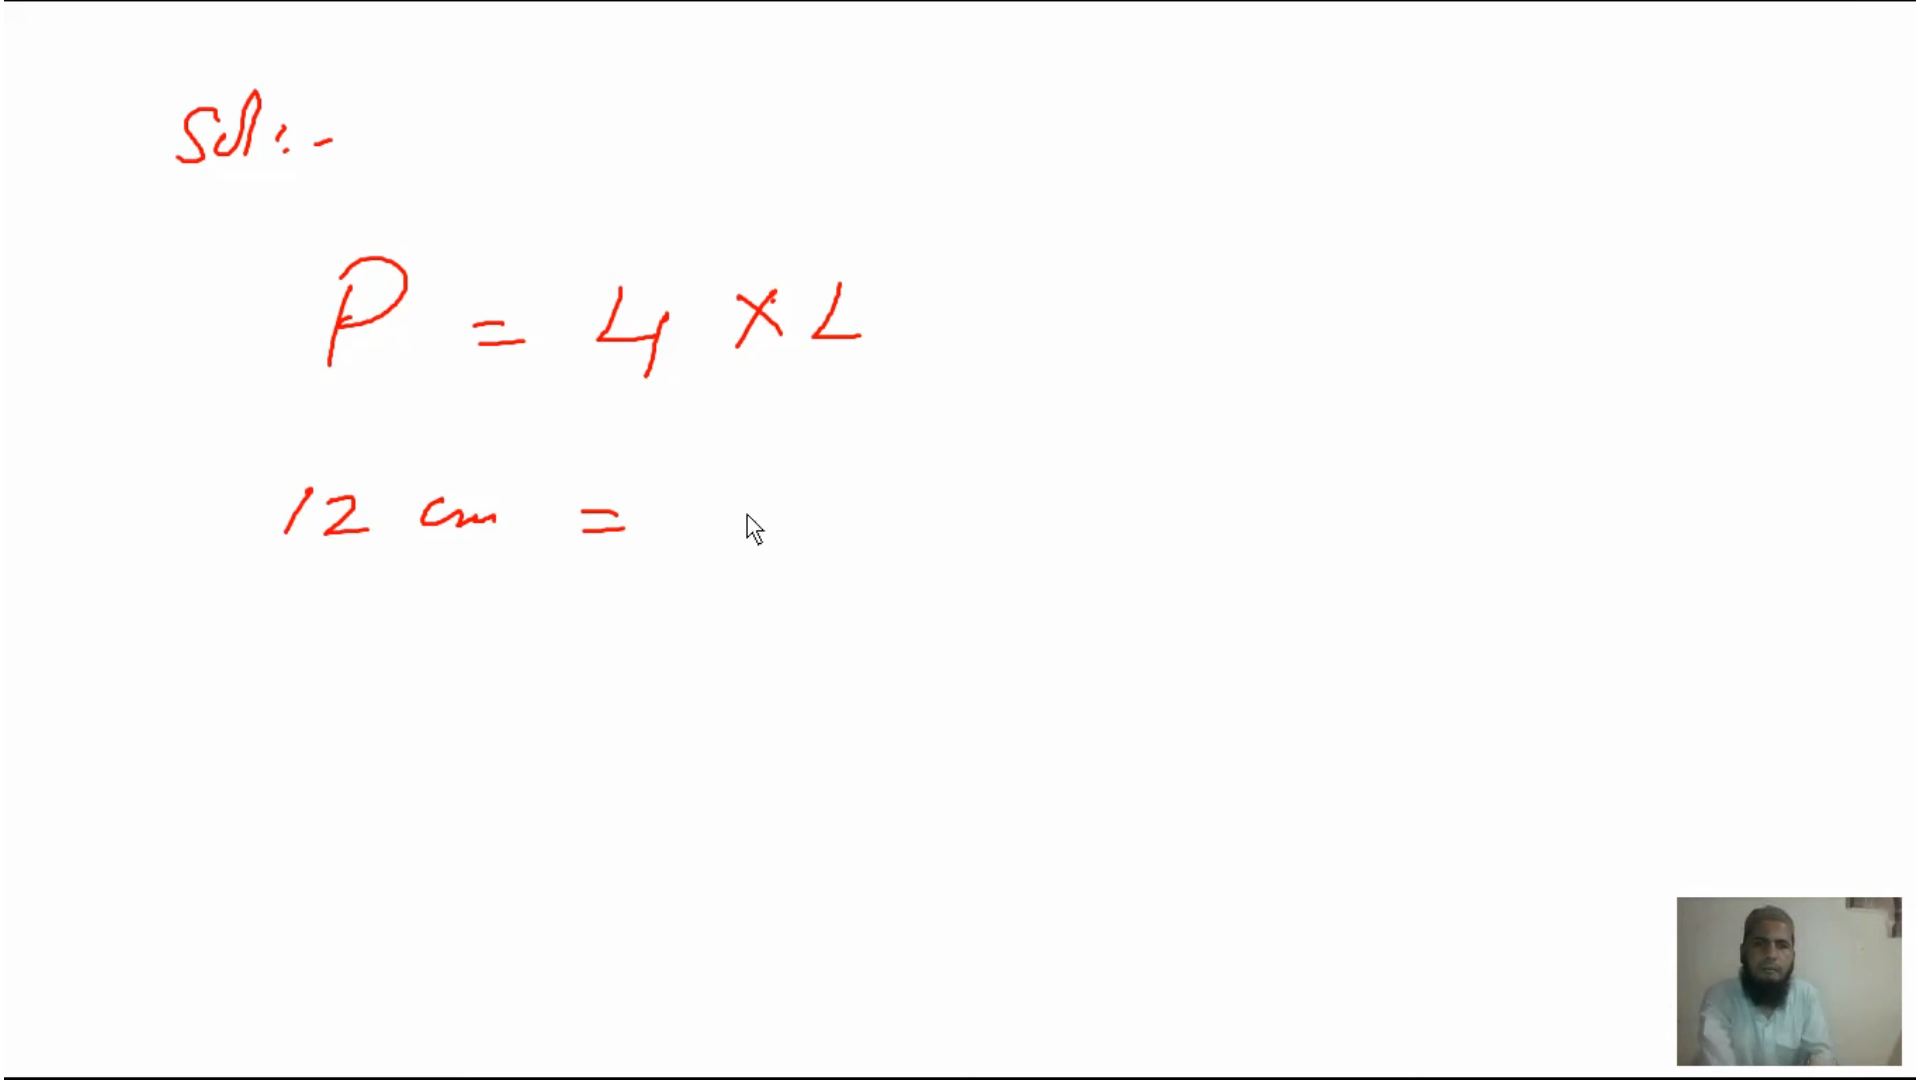 Sol:-
P = 4 × L
12 cm =